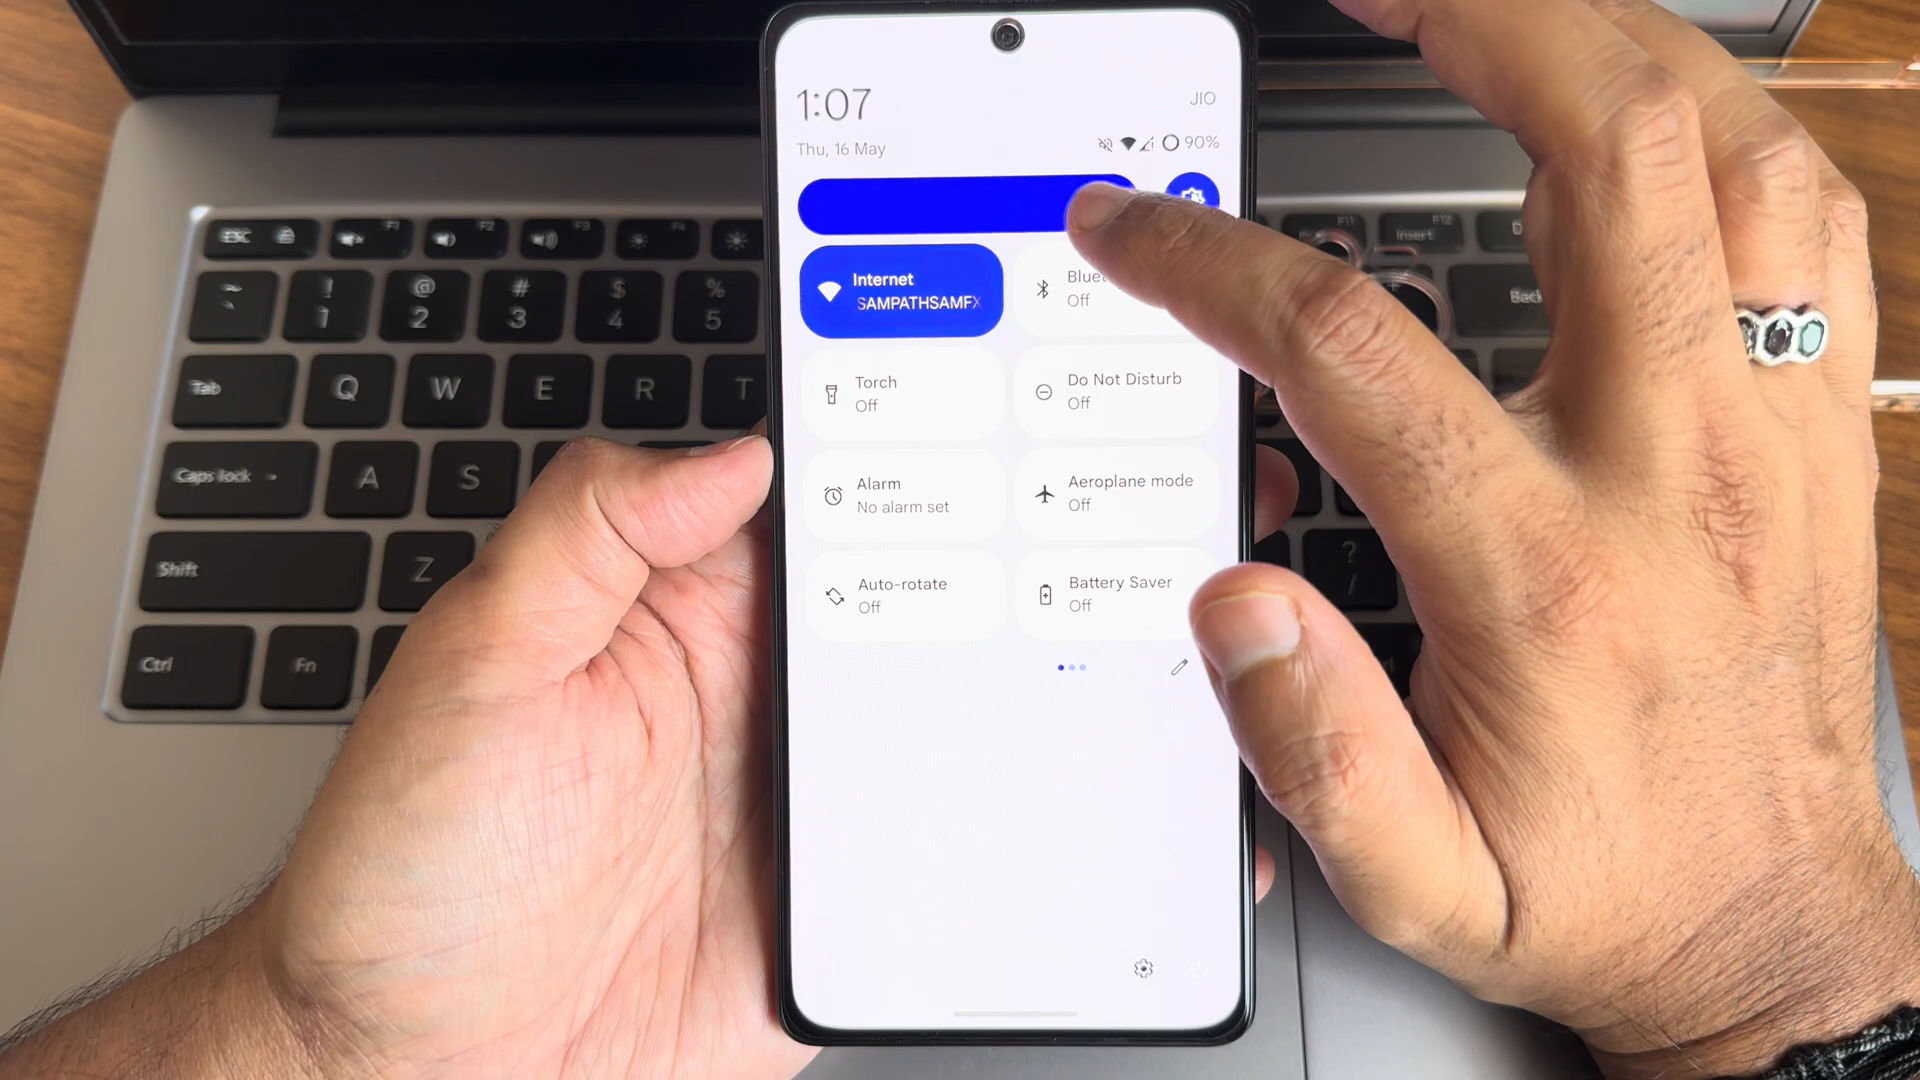 1:07
JIO
Thu, 16 May
90%
Internet
SAMPATHSAMFX
Off
Torch
Off
Do Not Disturb
Off
Alarm
No alarm set
Aeroplane mode
Off
Auto-rotate
Off
Battery Saver
Off
ESC
F1
F2
F3
F4
F11
F12
Insert
~
!
1
@
2
#
3
$
4
%
5
Tab
Q
W
E
R
T
Caps lock
A
S
Shift
Z
?
/
Ctrl
Fn